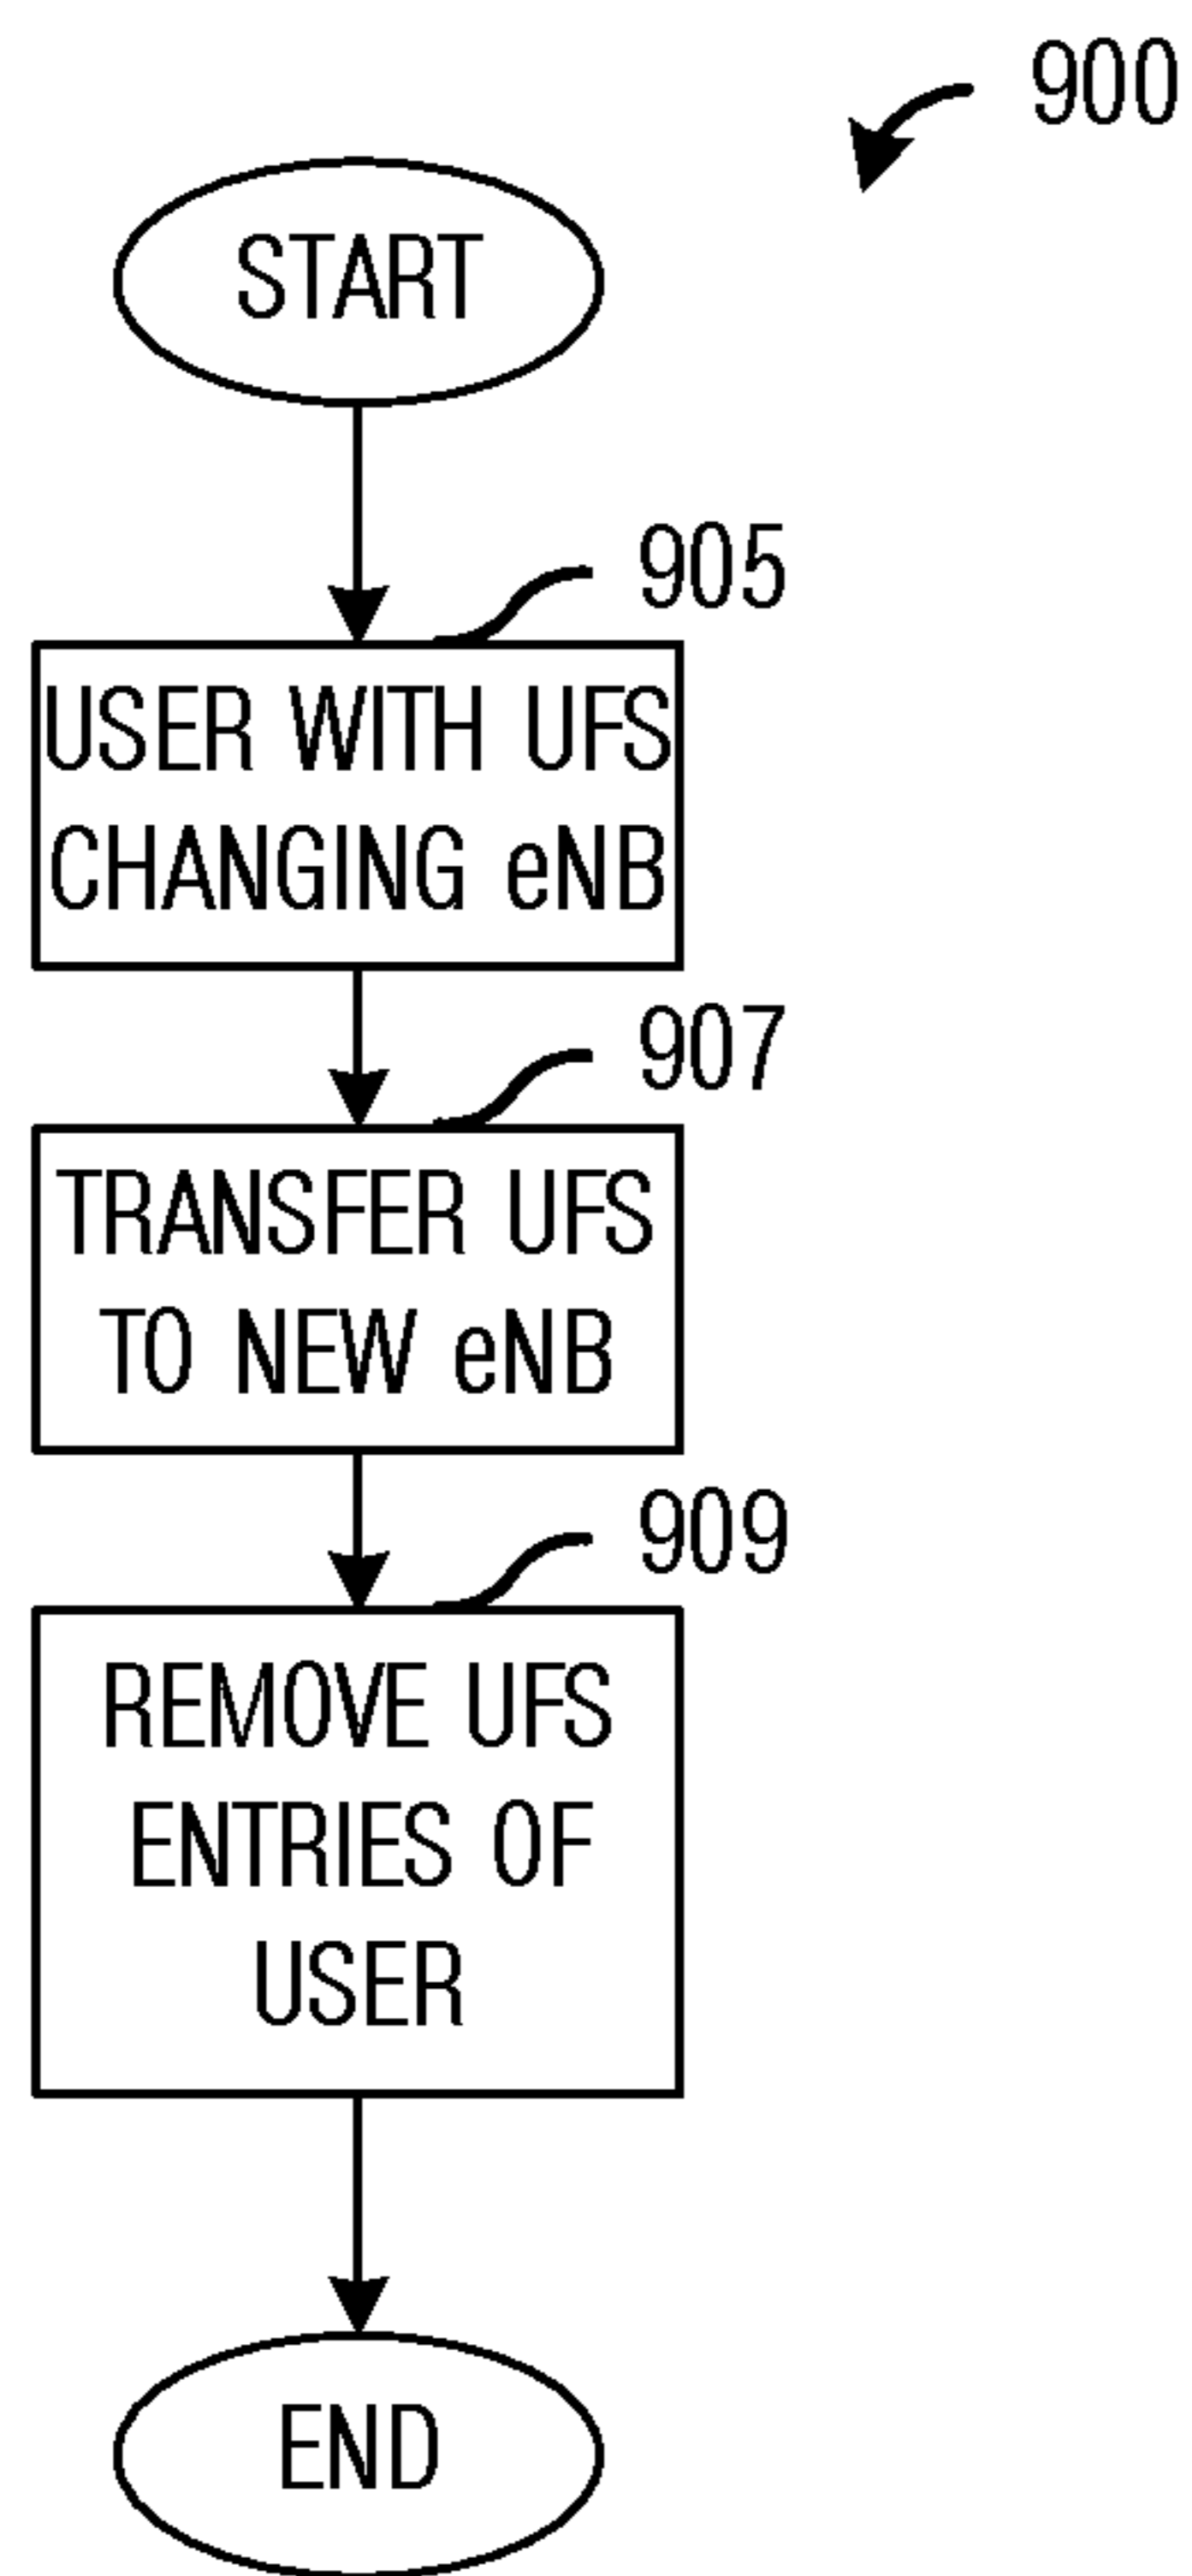 900
START
905
USER WITH UFS
CHANGING eNB
907
TRANSFER UFS
TO NEW eNB
909
REMOVE UFS
ENTRIES OF
USER
END